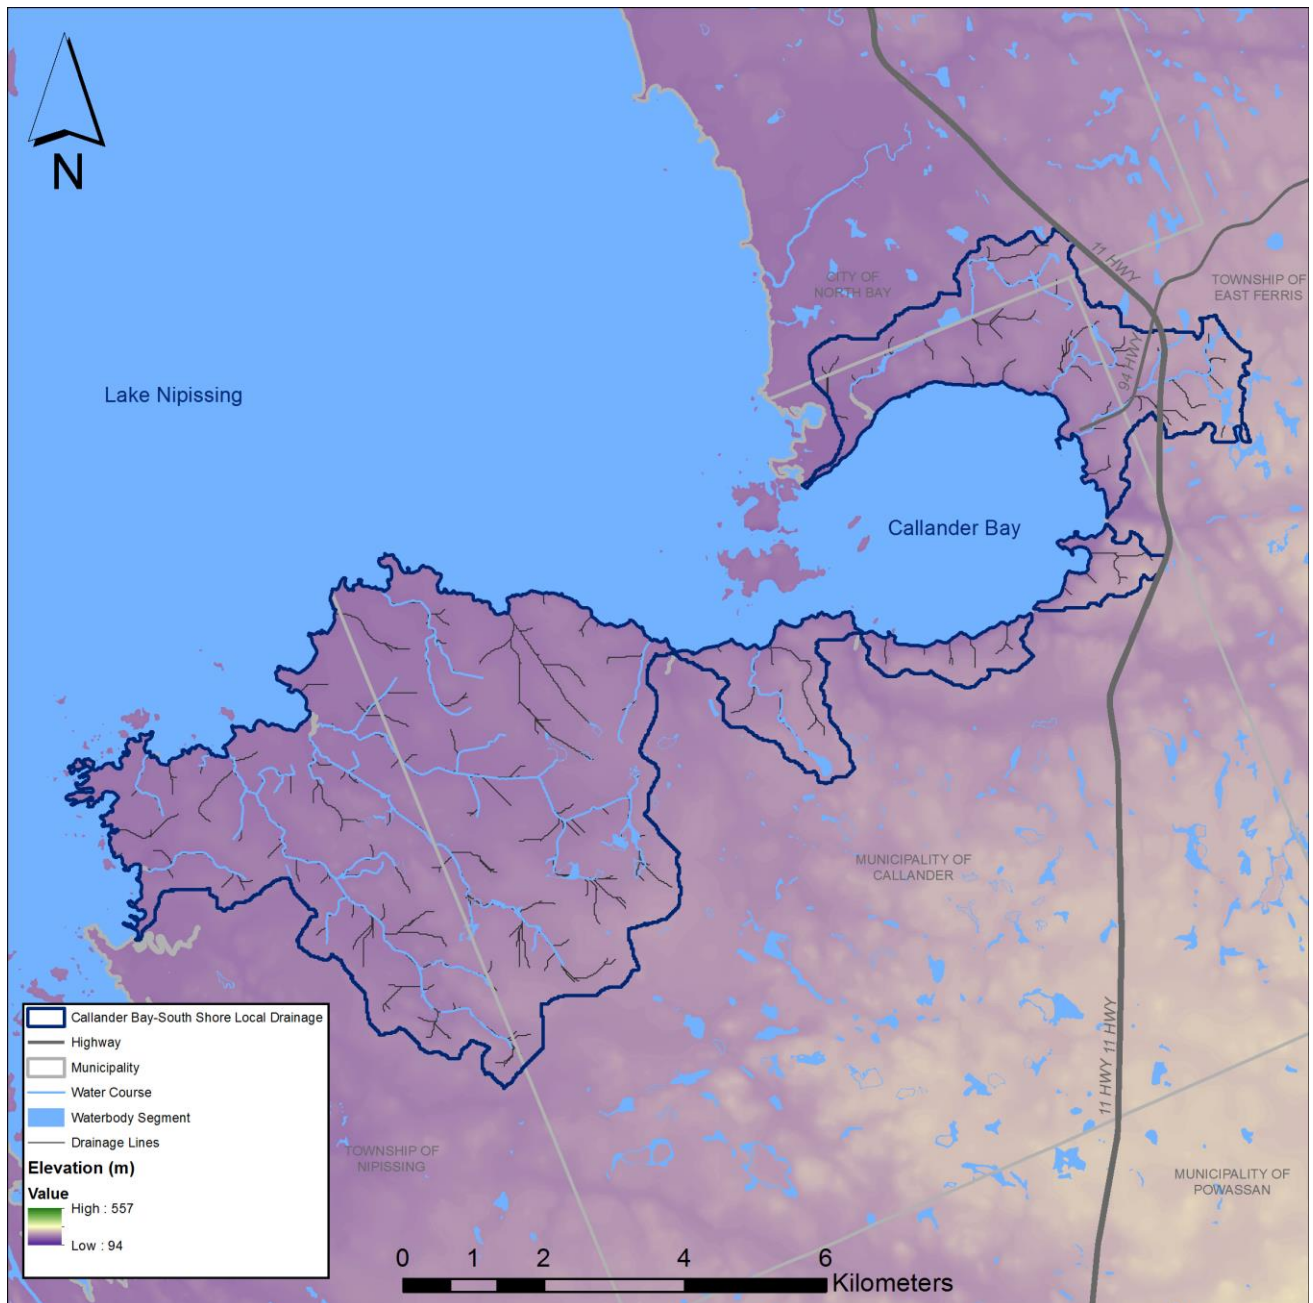 N
11 HWY
CITY OF
NORTH BAY
TOWNSHIP OF
EAST FERRIS
94 HWY
Lake Nipissing
Callander Bay
MUNICIPALITY OF
CALLANDER
11 HWY 11 HWY
TOWNSHIP OF
NIPISSING
MUNICIPALITY OF
POWASSAN
Callander Bay-South Shore Local Drainage
Highway
Municipality
Water Course
Waterbody Segment
Drainage Lines
Elevation (m)
Value
High : 557
Low : 94
0 1 2 4 6
Kilometers